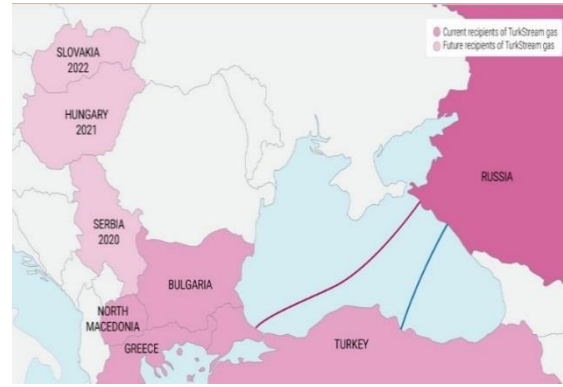 Current recipients of TurkStream gas
Future recipients of TurkStream gas
SLOVAKIA
2022
HUNGARY
2021
RUSSIA
SERBIA
2020
BULGARIA
NORTH
MACEDONIA
GREECE
TURKEY